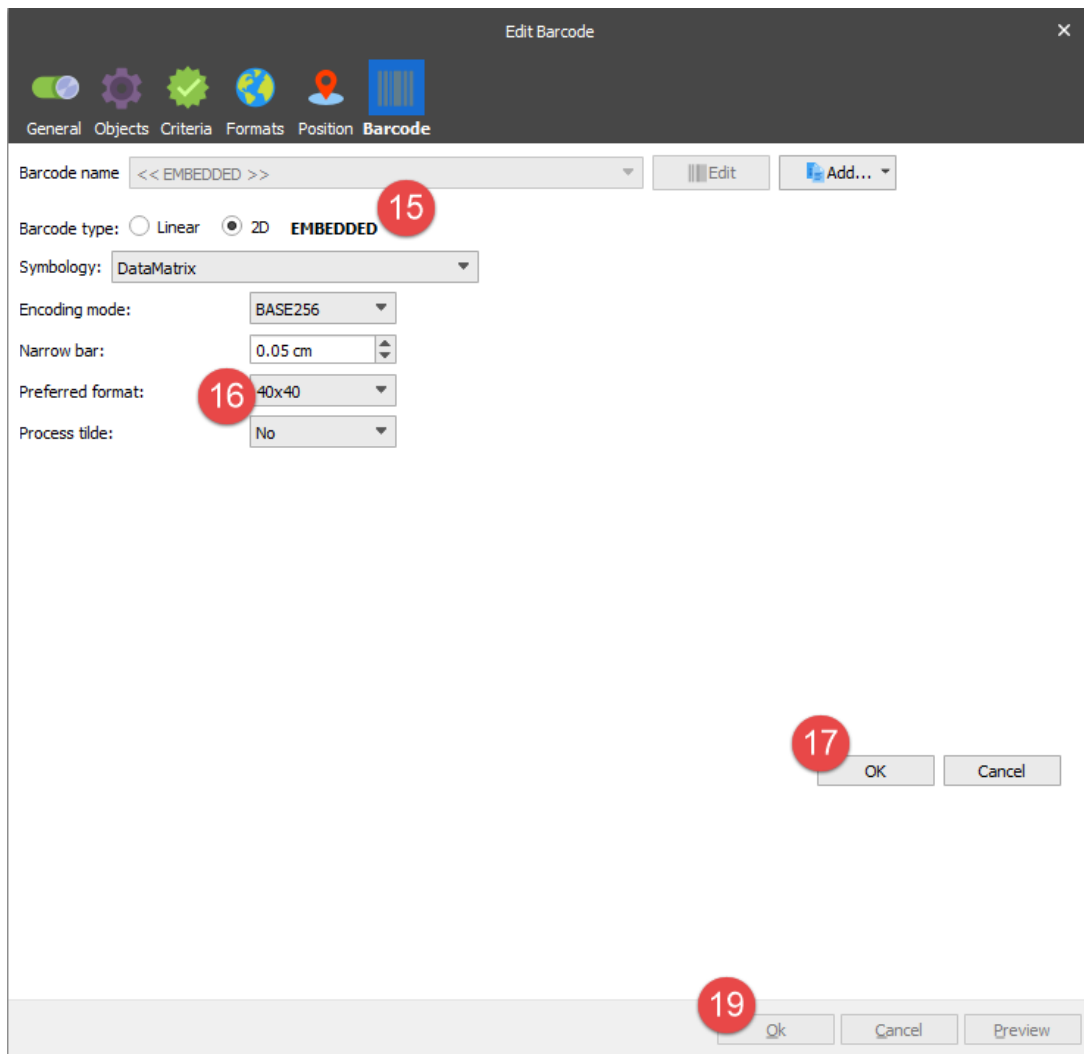 Edit Barcode
General Objects Criteria Formats Position Barcode
Barcode name << EMBEDDED >> Edit Add...
15
Barcode type: Linear 2D EMBEDDED
Symbology: DataMatrix
Encoding mode: BASE256
Narrow bar: 0.05 cm
Preferred format: 16 40x40
Process tilde: No
17
OK Cancel
19
Ok Cancel Preview